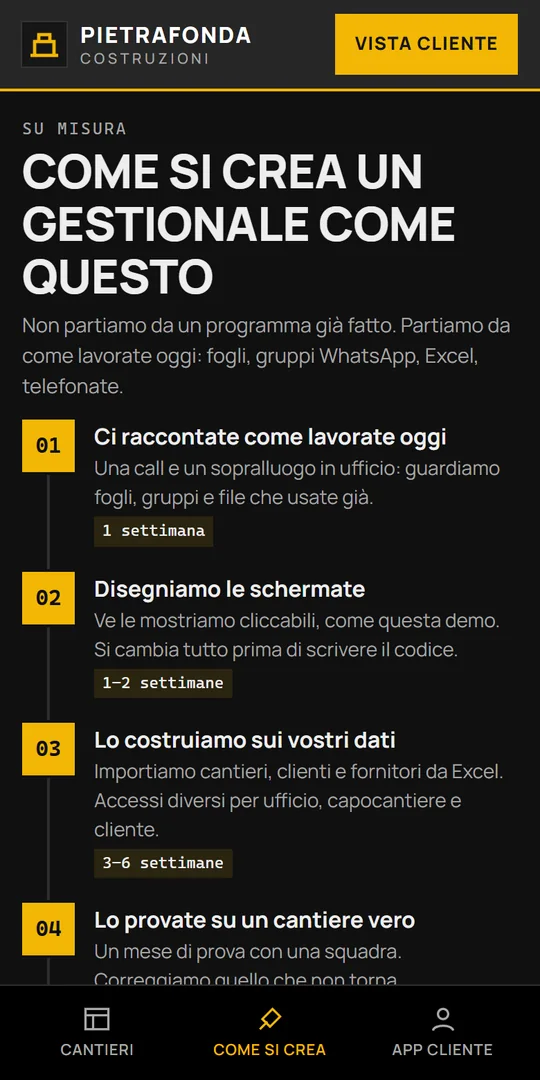 PIETRAFONDA
COSTRUZIONI
VISTA CLIENTE
SU MISURA
COME SI CREA UN
GESTIONALE COME
QUESTO
Non partiamo da un programma già fatto. Partiamo da
come lavorate oggi: fogli, gruppi WhatsApp, Excel,
telefonate.
01
Ci raccontate come lavorate oggi
Una call e un sopralluogo in ufficio: guardiamo
fogli, gruppi e file che usate già.
1 settimana
02
Disegniamo le schermate
Ve le mostriamo cliccabili, come questa demo.
Si cambia tutto prima di scrivere il codice.
1–2 settimane
03
Lo costruiamo sui vostri dati
Importiamo cantieri, clienti e fornitori da Excel.
Accessi diversi per ufficio, capocantiere e
cliente.
3–6 settimane
04
Lo provate su un cantiere vero
Un mese di prova con una squadra.
Correggiamo quello che non torna.
CANTIERI
COME SI CREA
APP CLIENTE